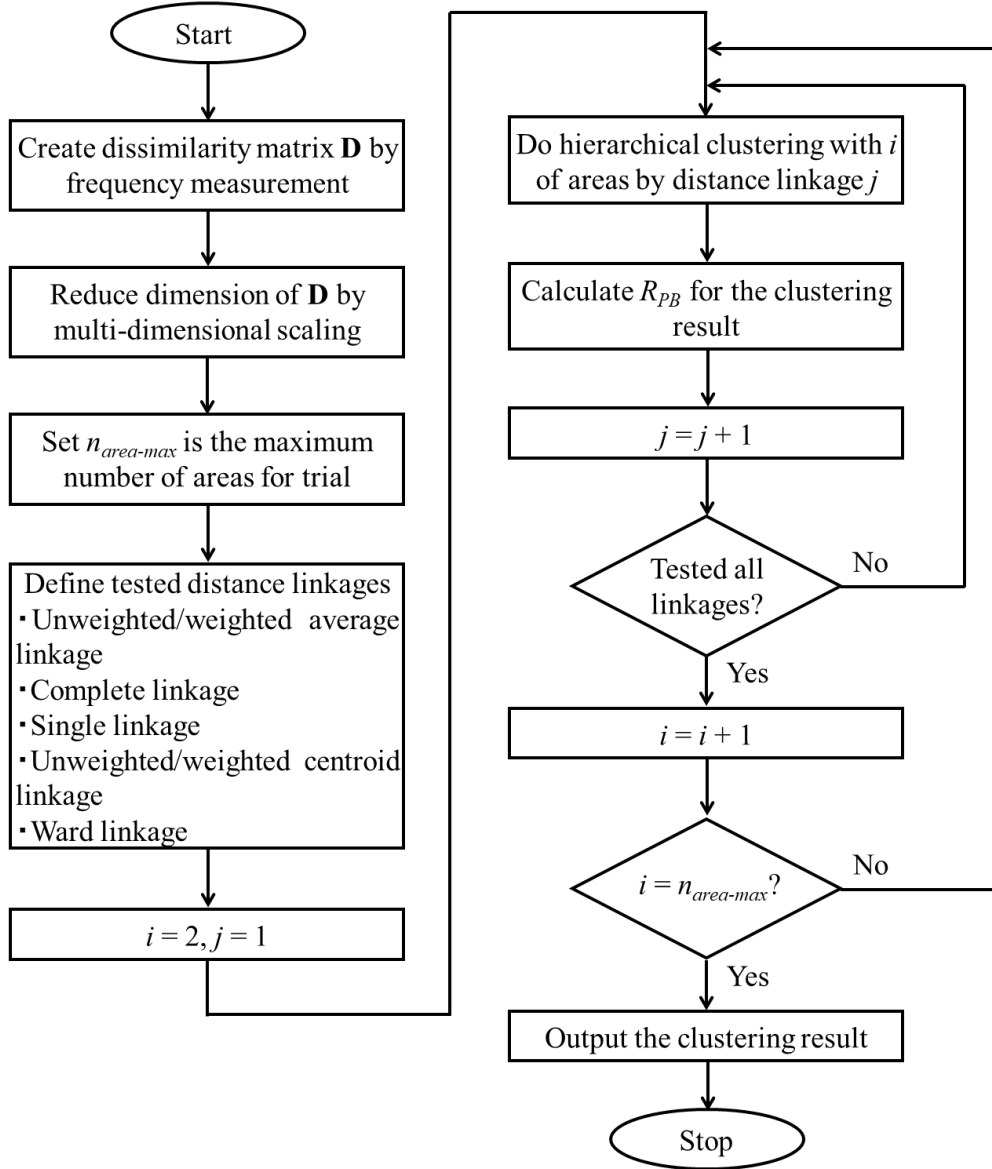 Start
Create dissimilarity matrix D by
frequency measurement
Reduce dimension of D by
multi-dimensional scaling
Set n_area-max is the maximum
number of areas for trial
Define tested distance linkages
・Unweighted/weighted average
linkage
・Complete linkage
・Single linkage
・Unweighted/weighted centroid
linkage
・Ward linkage
i = 2, j = 1
Do hierarchical clustering with i
of areas by distance linkage j
Calculate R_PB for the clustering
result
j = j + 1
Tested all
linkages?
No
Yes
i = i + 1
i = n_area-max?
No
Yes
Output the clustering result
Stop